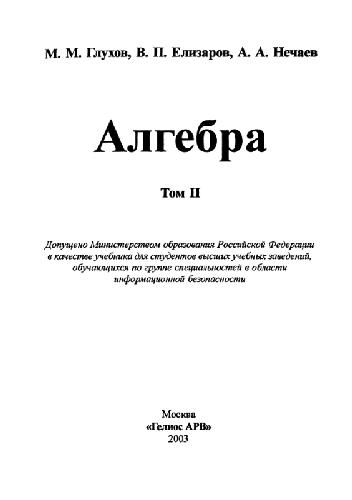 М. М. Глухов, В. П. Елизаров, А. А. Нечаев
Алгебра
Том II
Допущено Министерством образования Российской Федерации
в качестве учебника для студентов высших учебных заведений,
обучающихся по группе специальностей в области
информационной безопасности
Москва
«Гелиос АРВ»
2003